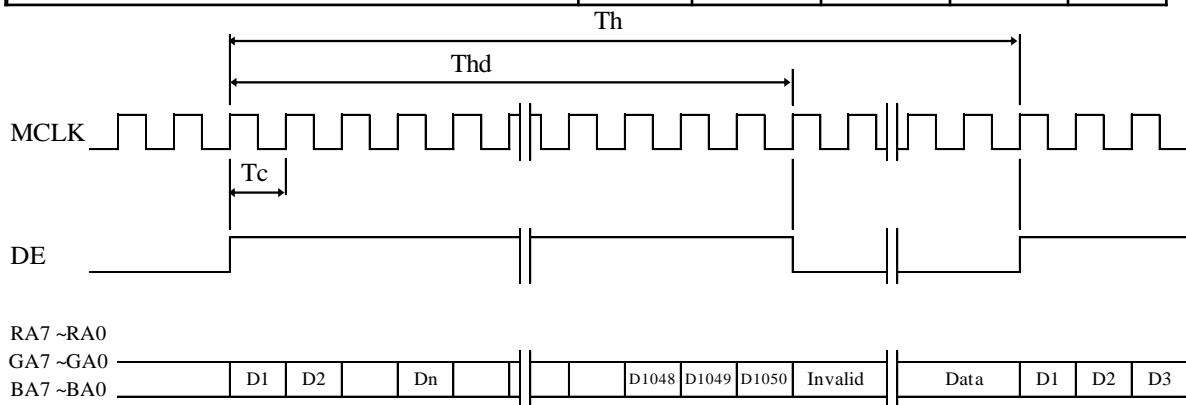 Th
Thd
MCLK
Tc
DE
RA7 ~RA0
GA7 ~GA0
BA7 ~BA0
D1 D2 Dn D1048 D1049 D1050 Invalid Data D1 D2 D3